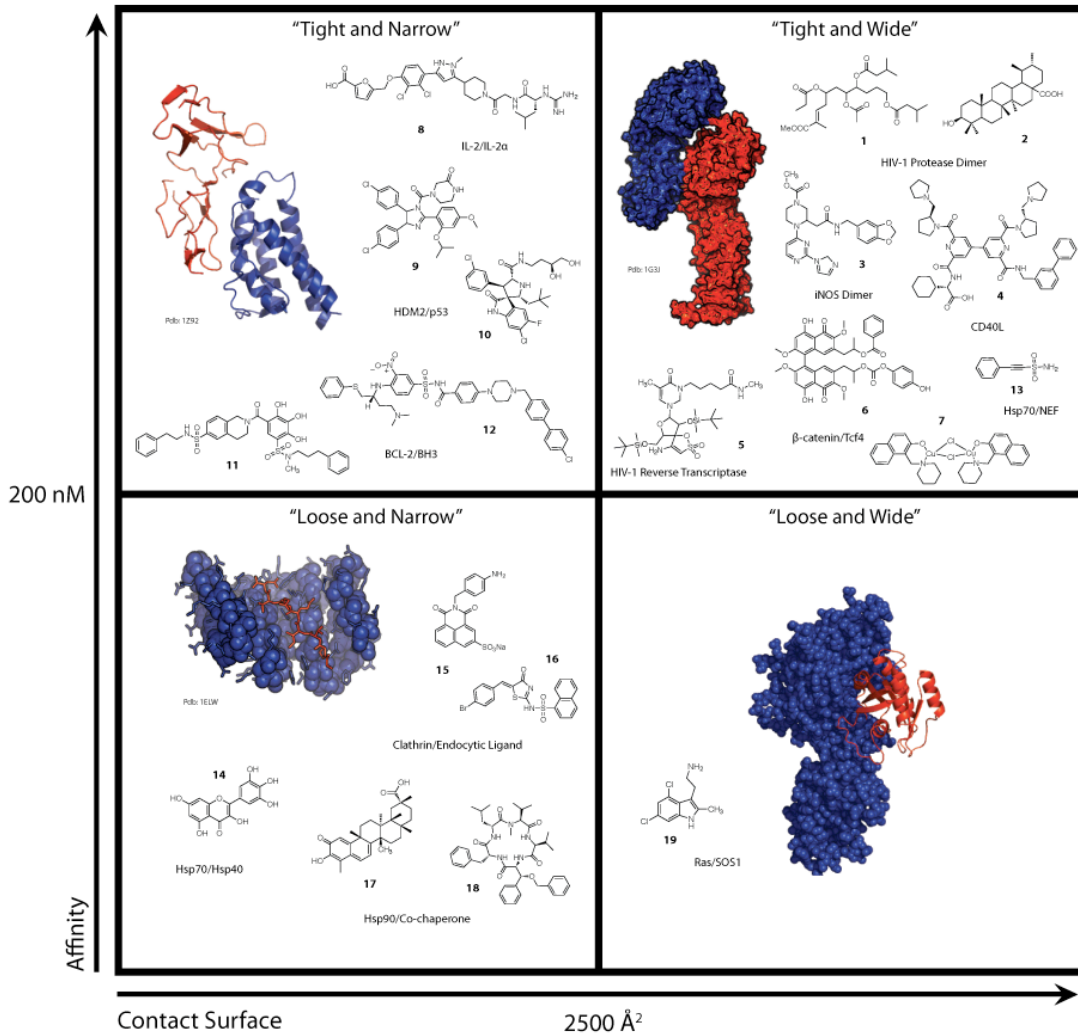 "Tight and Narrow"
8
IL-2/IL-2α
9
HDM2/p53
10
11
12
BCL-2/BH3
Pdb: 1Z92
"Tight and Wide"
1
2
HIV-1 Protease Dimer
3
iNOS Dimer
4
CD40L
Pdb: 1G3J
5
HIV-1 Reverse Transcriptase
6
β-catenin/Tcf4
13
Hsp70/NEF
7
200 nM
"Loose and Narrow"
Pdb: 1ELW
15
16
Clathrin/Endocytic Ligand
14
Hsp70/Hsp40
17
18
Hsp90/Co-chaperone
"Loose and Wide"
19
Ras/SOS1
Affinity
Contact Surface
2500 Å²